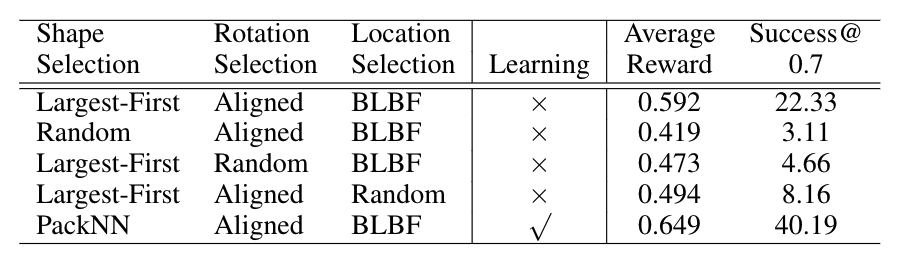 Shape Rotation Location Average Success@
Selection Selection Selection Learning Reward 0.7
Largest-First Aligned BLBF × 0.592 22.33
Random Aligned BLBF × 0.419 3.11
Largest-First Random BLBF × 0.473 4.66
Largest-First Aligned Random × 0.494 8.16
PackNN Aligned BLBF √ 0.649 40.19